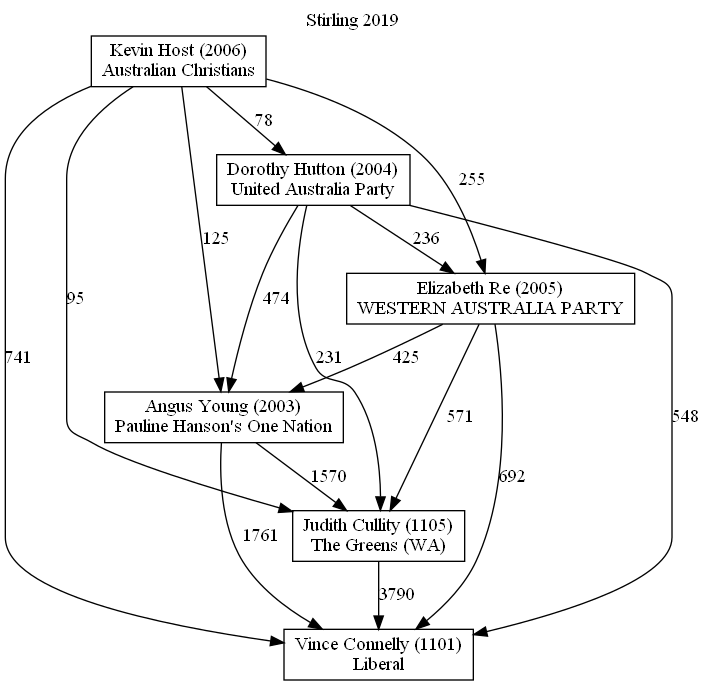 Stirling 2019
Kevin Host (2006)
Australian Christians
78
Dorothy Hutton (2004)
United Australia Party
255
125
236
Elizabeth Re (2005)
WESTERN AUSTRALIA PARTY
95
474
741
231
425
Angus Young (2003)
Pauline Hanson's One Nation
571
548
1570
692
Judith Cullity (1105)
The Greens (WA)
1761
3790
Vince Connelly (1101)
Liberal